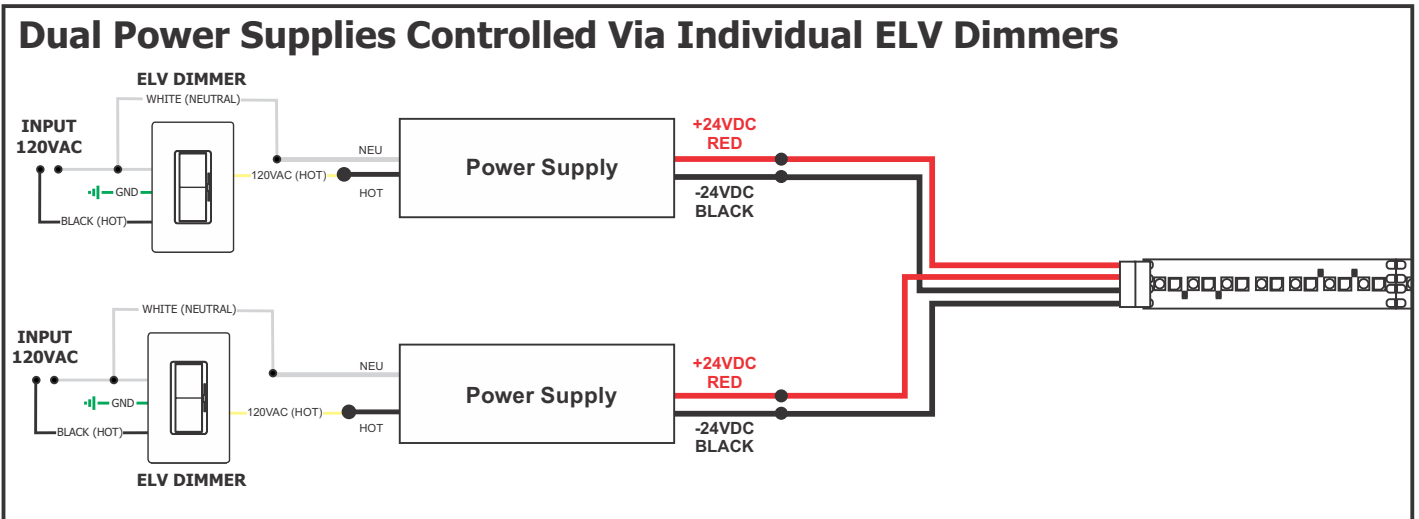 Dual Power Supplies Controlled Via Individual ELV Dimmers
ELV DIMMER
WHITE (NEUTRAL)
INPUT
120VAC
GND
BLACK (HOT)
120VAC (HOT)
NEU
HOT
Power Supply
+24VDC
RED
-24VDC
BLACK
WHITE (NEUTRAL)
INPUT
120VAC
GND
BLACK (HOT)
120VAC (HOT)
NEU
HOT
Power Supply
+24VDC
RED
-24VDC
BLACK
ELV DIMMER